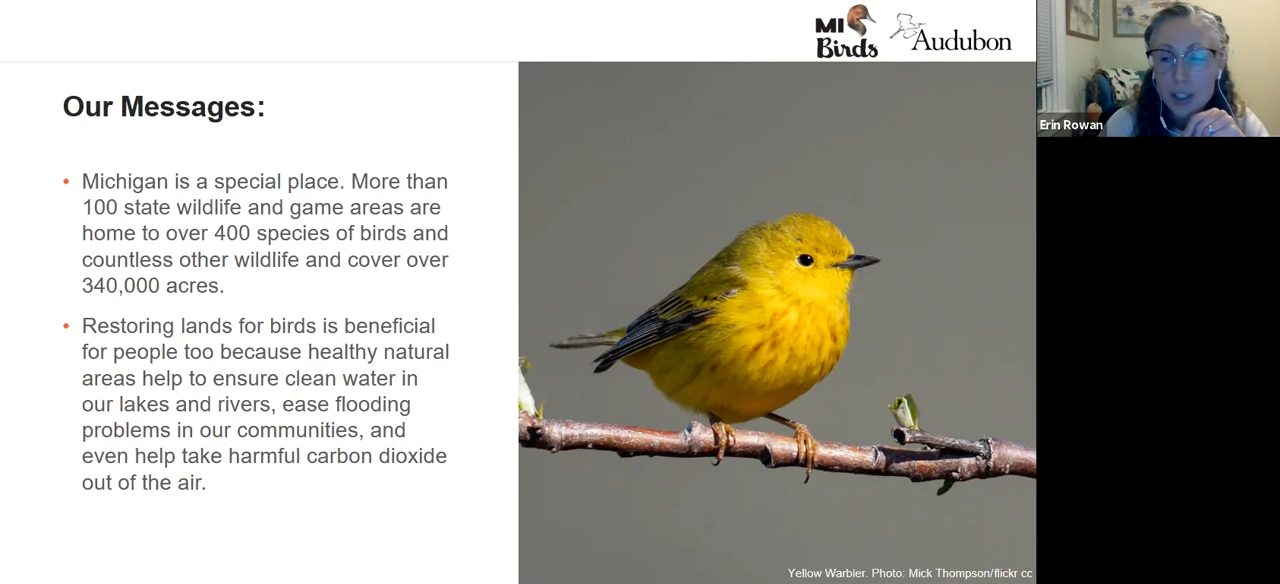 MI
Birds
Audubon
Erin Rowan
Our Messages:
• Michigan is a special place. More than
100 state wildlife and game areas are
home to over 400 species of birds and
countless other wildlife and cover over
340,000 acres.
• Restoring lands for birds is beneficial
for people too because healthy natural
areas help to ensure clean water in
our lakes and rivers, ease flooding
problems in our communities, and
even help take harmful carbon dioxide
out of the air.
Yellow Warbler. Photo: Mick Thompson/flickr cc